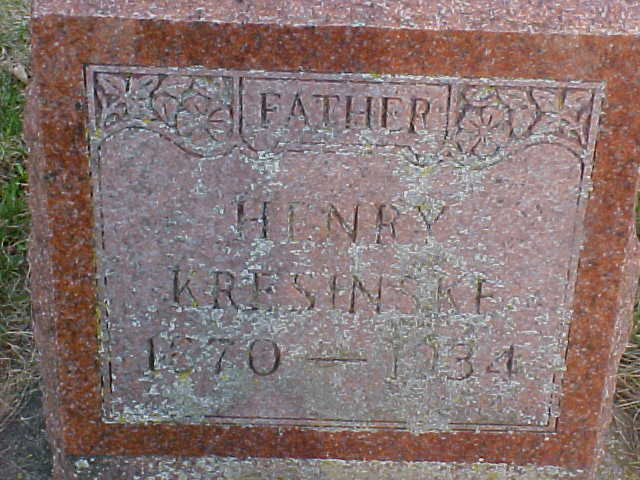 FATHER
HENRY
KRESINSKE
1870 — 1934